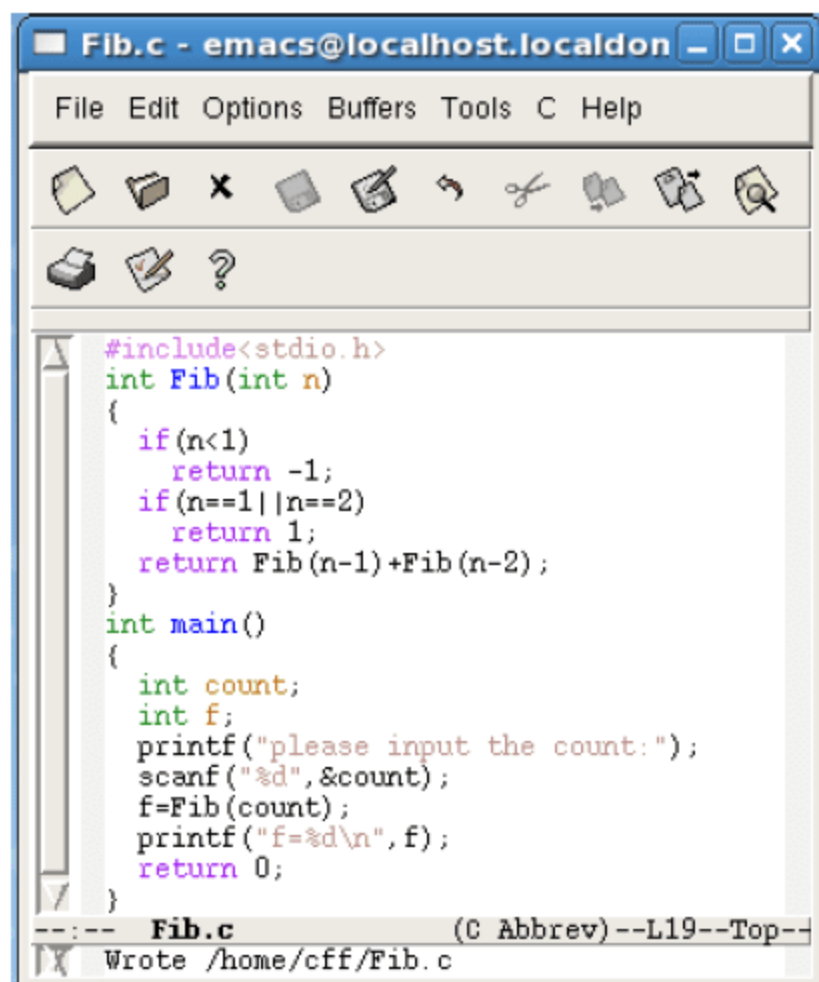 Fib.c - emacs@localhost.localdon
File Edit Options Buffers Tools C Help
#include<stdio.h>
int Fib(int n)
{
  if(n<1)
    return -1;
  if(n==1||n==2)
    return 1;
  return Fib(n-1)+Fib(n-2);
}
int main()
{
  int count;
  int f;
  printf("please input the count:");
  scanf("%d",&count);
  f=Fib(count);
  printf("f=%d\n",f);
  return 0;
}
--:-- Fib.c (C Abbrev)--L19--Top--
Wrote /home/cff/Fib.c